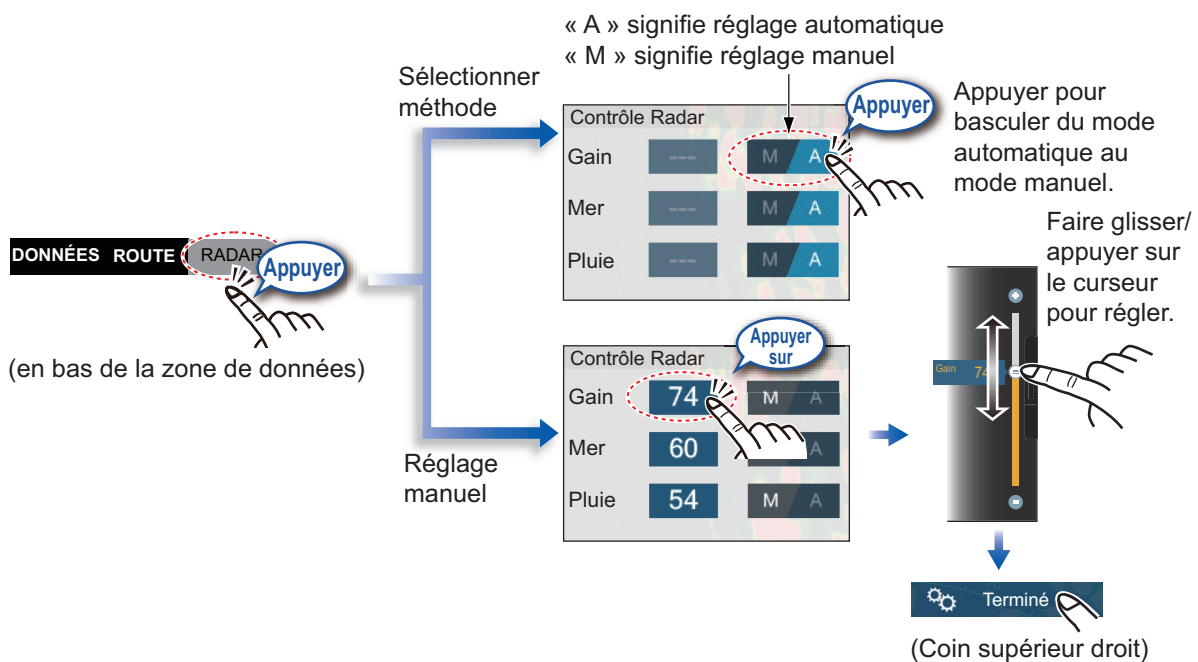 « A » signifie réglage automatique
« M » signifie réglage manuel
Sélectionner
méthode
Contrôle Radar
Gain --- M A
Mer --- M A
Pluie --- M A
Appuyer
Appuyer pour
basculer du mode
automatique au
mode manuel.
DONNÉES ROUTE RADAR
Appuyer
(en bas de la zone de données)
Réglage
manuel
Contrôle Radar
Gain 74 M A
Mer 60 A
Pluie 54 M A
Appuyer
sur
Faire glisser/
appuyer sur
le curseur
pour régler.
Gain 74
Terminé
(Coin supérieur droit)